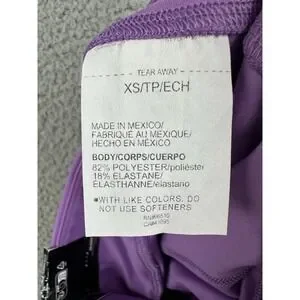 - TEAR AWAY -
XS/TP/ECH
MADE IN MEXICO/
FABRIQUE AU MEXIQUE/
HECHO EN MÉXICO
BODY/CORPS/CUERPO
82% POLYESTER/poliéster
18% ELASTANE/
ELASTHANNE/elastano
*WITH LIKE COLORS. DO
NOT USE SOFTENERS